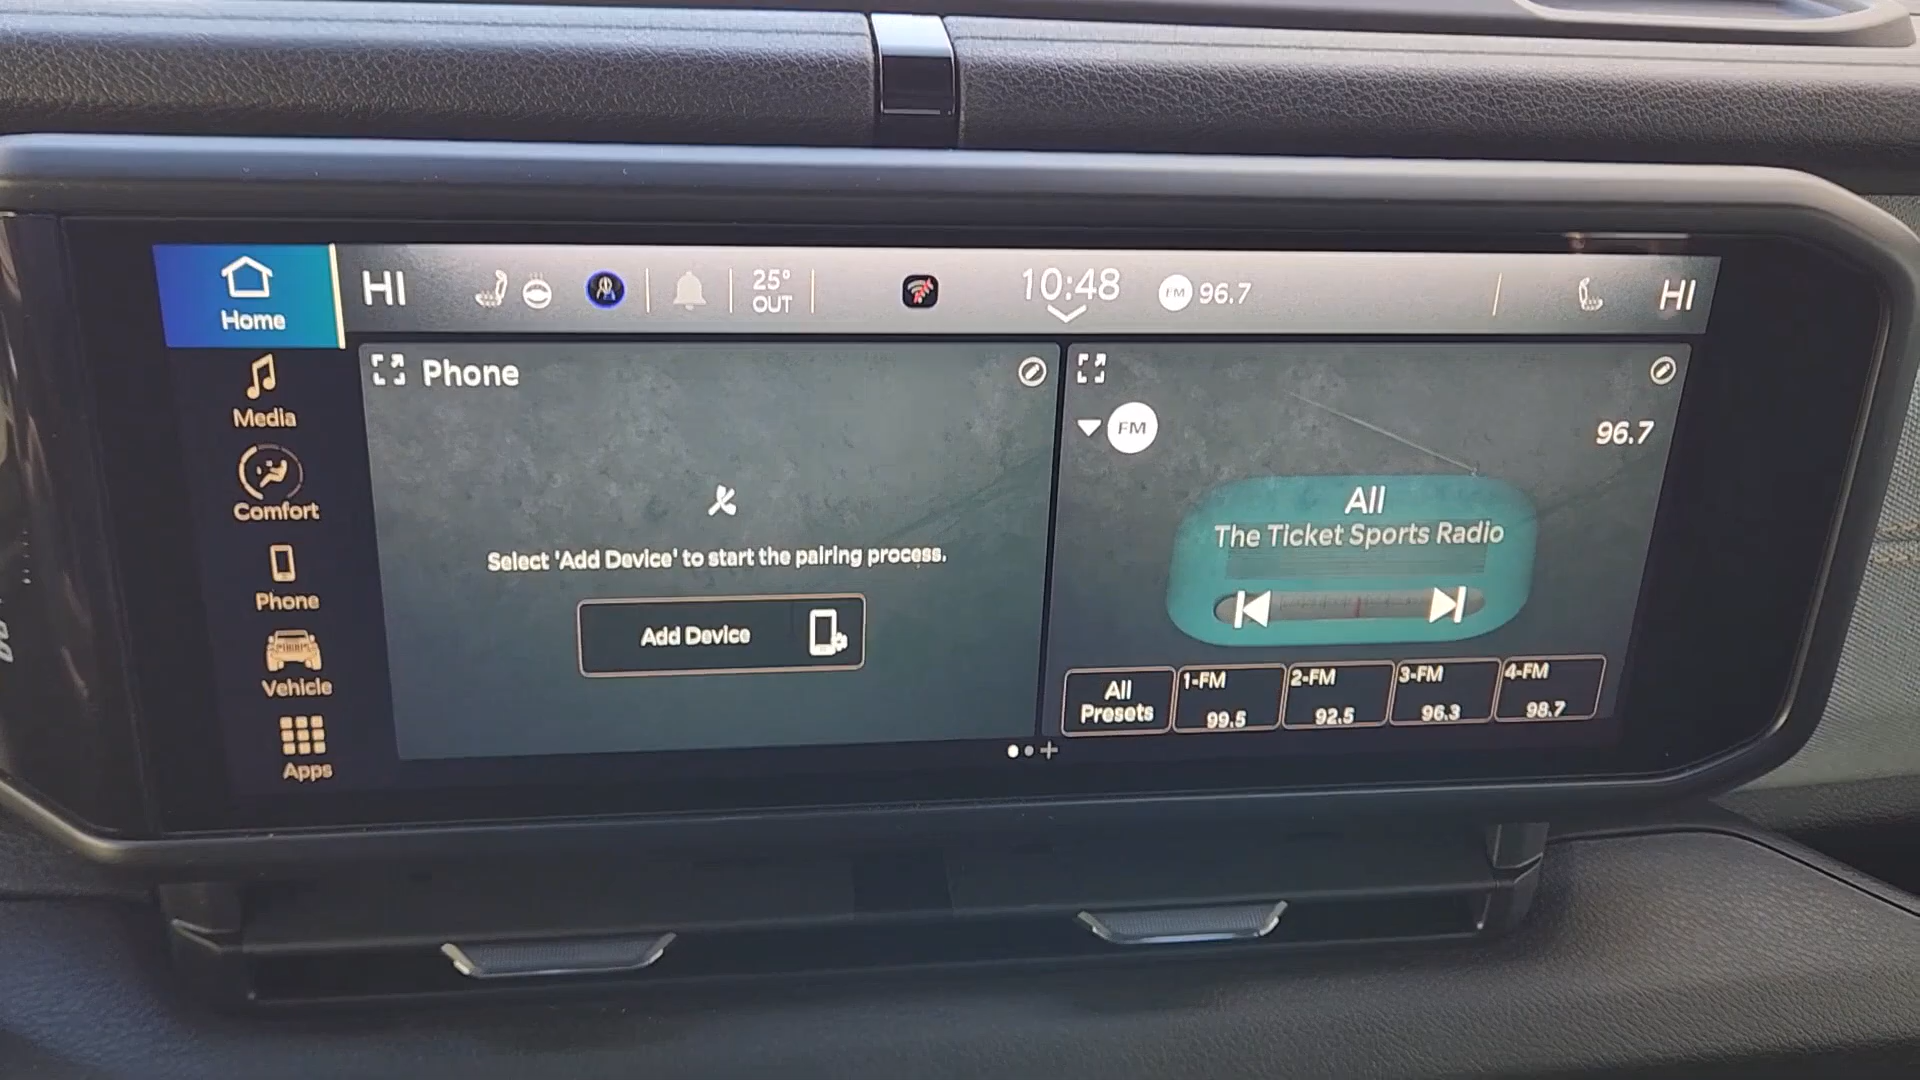 Home
HI
25°
OUT
10:48
FM 96.7
HI
Media
Comfort
Phone
Vehicle
Apps
Phone
Select 'Add Device' to start the pairing process.
Add Device
FM
96.7
All
The Ticket Sports Radio
All
Presets
1-FM
99.5
2-FM
92.5
3-FM
96.3
4-FM
98.7